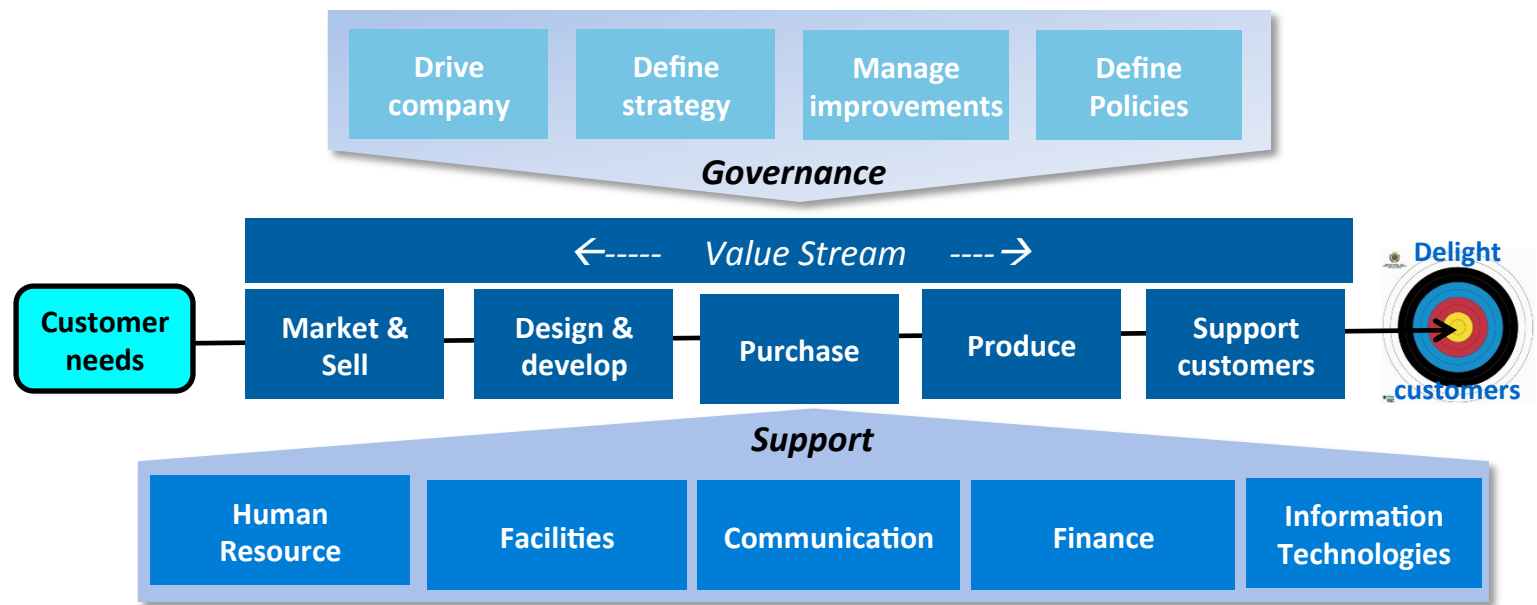 Drive
company
Define
strategy
Manage
improvements
Define
Policies
Governance
←----- Value Stream ----→
Customer
needs
Market &
Sell
Design &
develop
Purchase
Produce
Support
customers
Delight
customers
Support
Human
Resource
Facilities
Communication
Finance
Information
Technologies